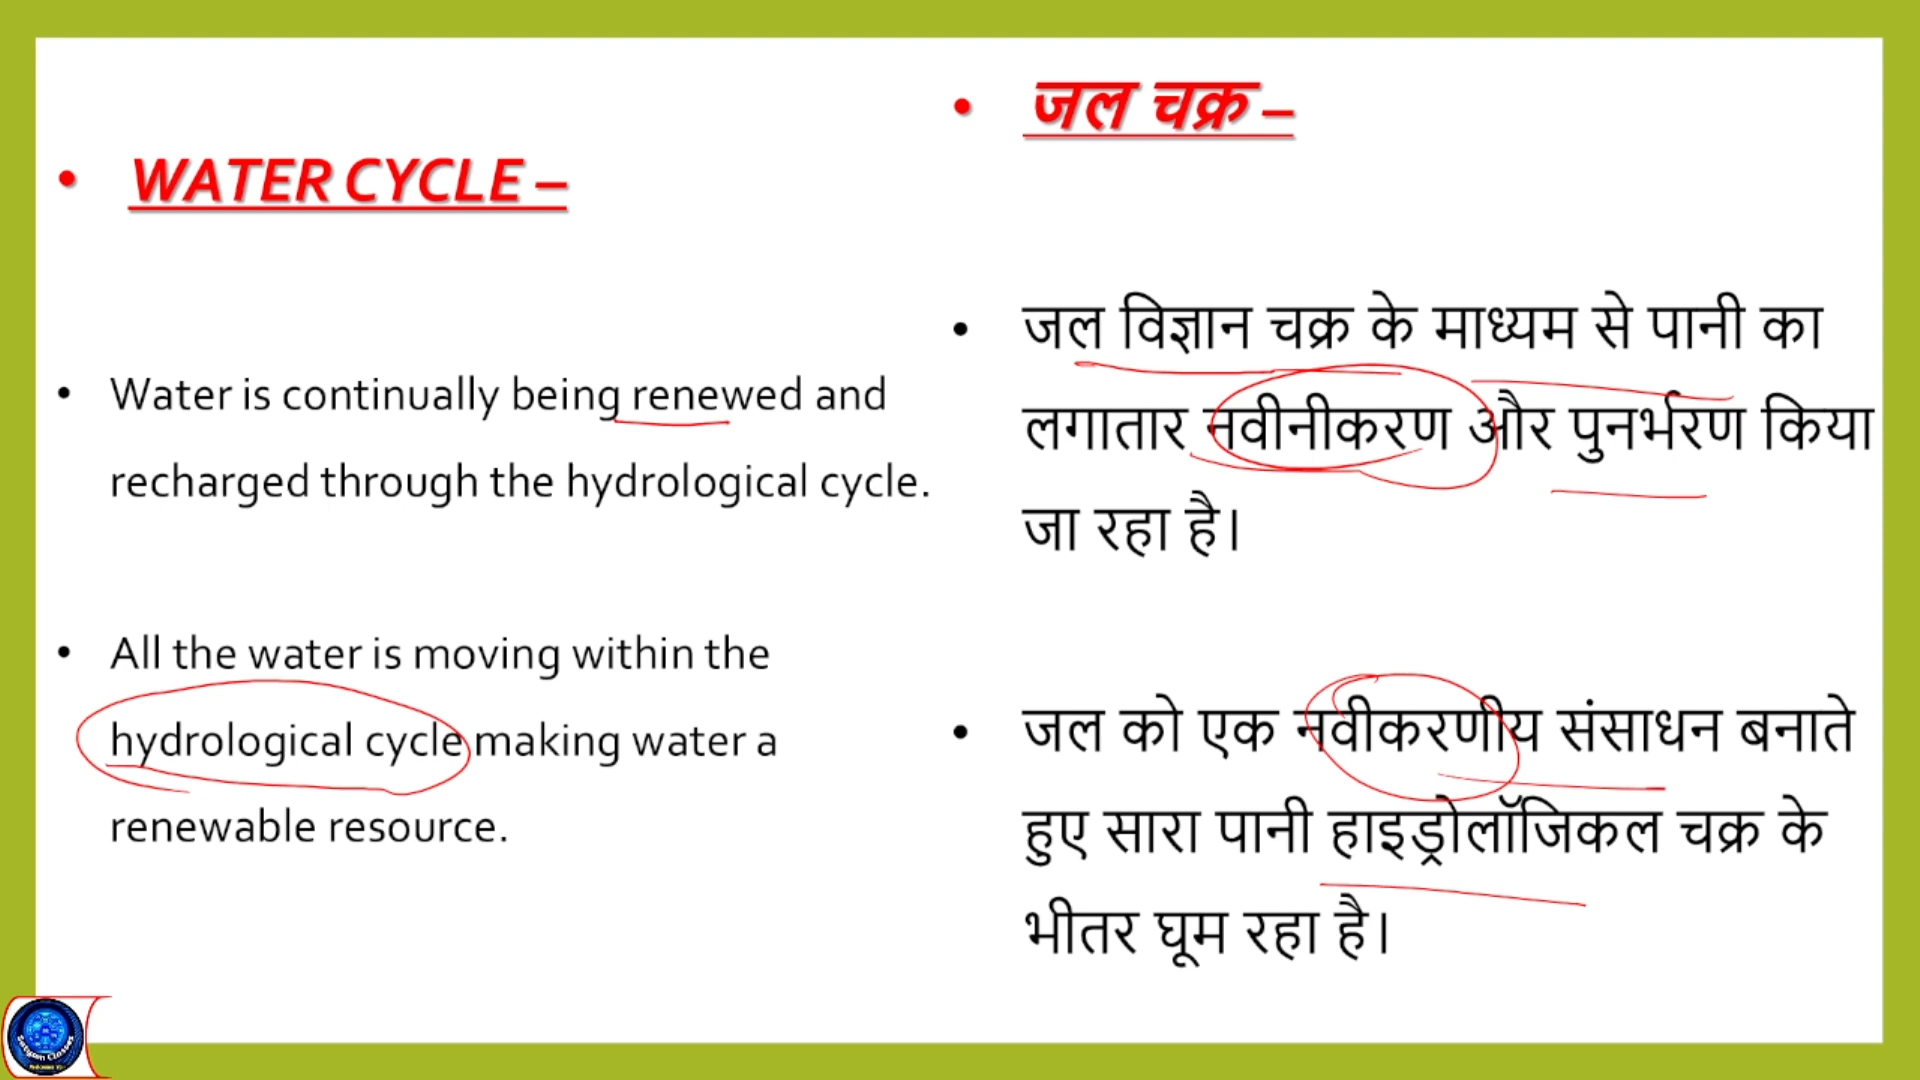 • WATER CYCLE –
• Water is continually being renewed and
recharged through the hydrological cycle.
• All the water is moving within the
hydrological cycle making water a
renewable resource.
• जल चक्र –
• जल विज्ञान चक्र के माध्यम से पानी का
लगातार नवीनीकरण और पुनर्भरण किया
जा रहा है।
• जल को एक नवीकरणीय संसाधन बनाते
हुए सारा पानी हाइड्रोलॉजिकल चक्र के
भीतर घूम रहा है।